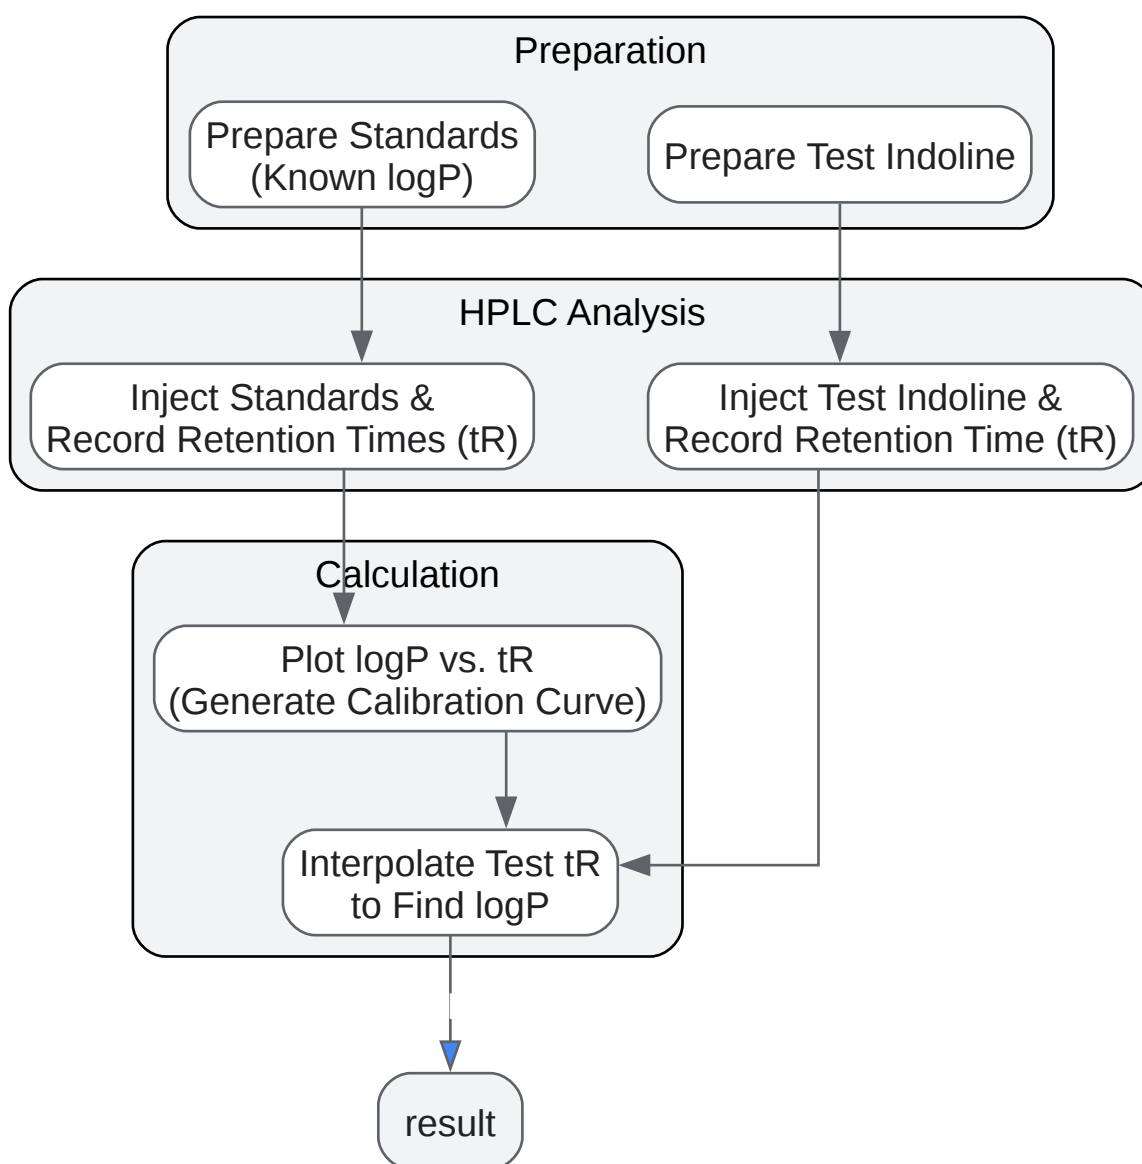 Preparation
Prepare Standards
(Known logP)
Prepare Test Indoline
HPLC Analysis
Inject Standards &
Record Retention Times (tR)
Inject Test Indoline &
Record Retention Time (tR)
Calculation
Plot logP vs. tR
(Generate Calibration Curve)
Interpolate Test tR
to Find logP
result